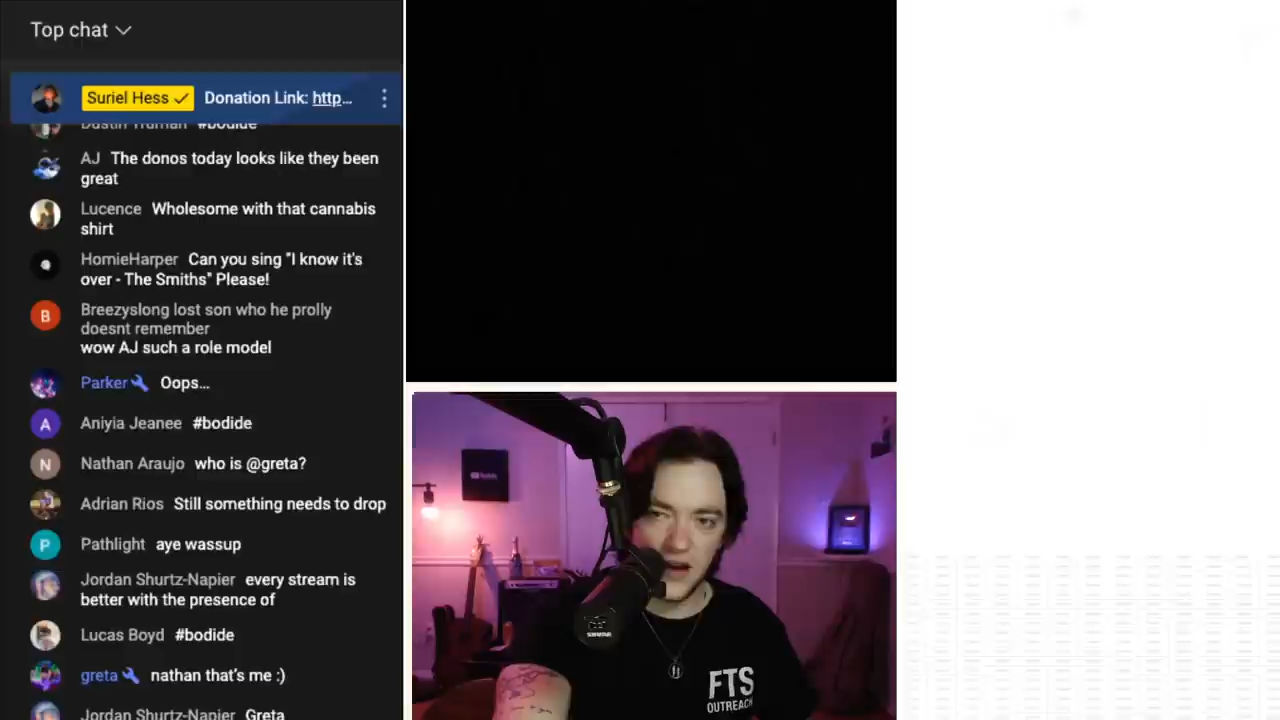 Top chat
Suriel Hess Donation Link: http...
Dustin Truman #bodide
AJ The donos today looks like they been
great
Lucence Wholesome with that cannabis
shirt
HomieHarper Can you sing "I know it's
over - The Smiths" Please!
B Breezyslong lost son who he prolly
doesnt remember
wow AJ such a role model
Parker Oops...
A Aniyia Jeanee #bodide
N Nathan Araujo who is @greta?
Adrian Rios Still something needs to drop
P Pathlight aye wassup
Jordan Shurtz-Napier every stream is
better with the presence of
Lucas Boyd #bodide
greta nathan that's me :)
Jordan Shurtz-Napier Greta
SHURE
FTS
OUTREACH